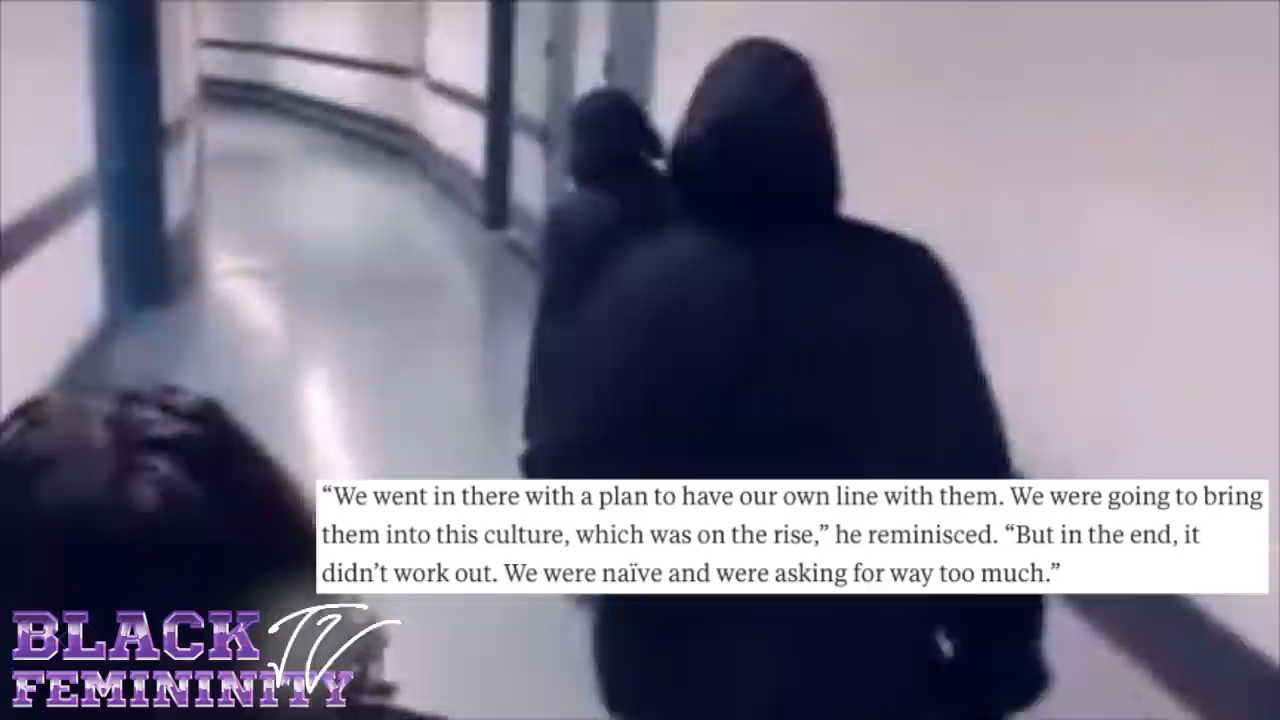 “We went in there with a plan to have our own line with them. We were going to bring
them into this culture, which was on the rise,” he reminisced. “But in the end, it
didn’t work out. We were naïve and were asking for way too much.”
BLACK TV
FEMININITY